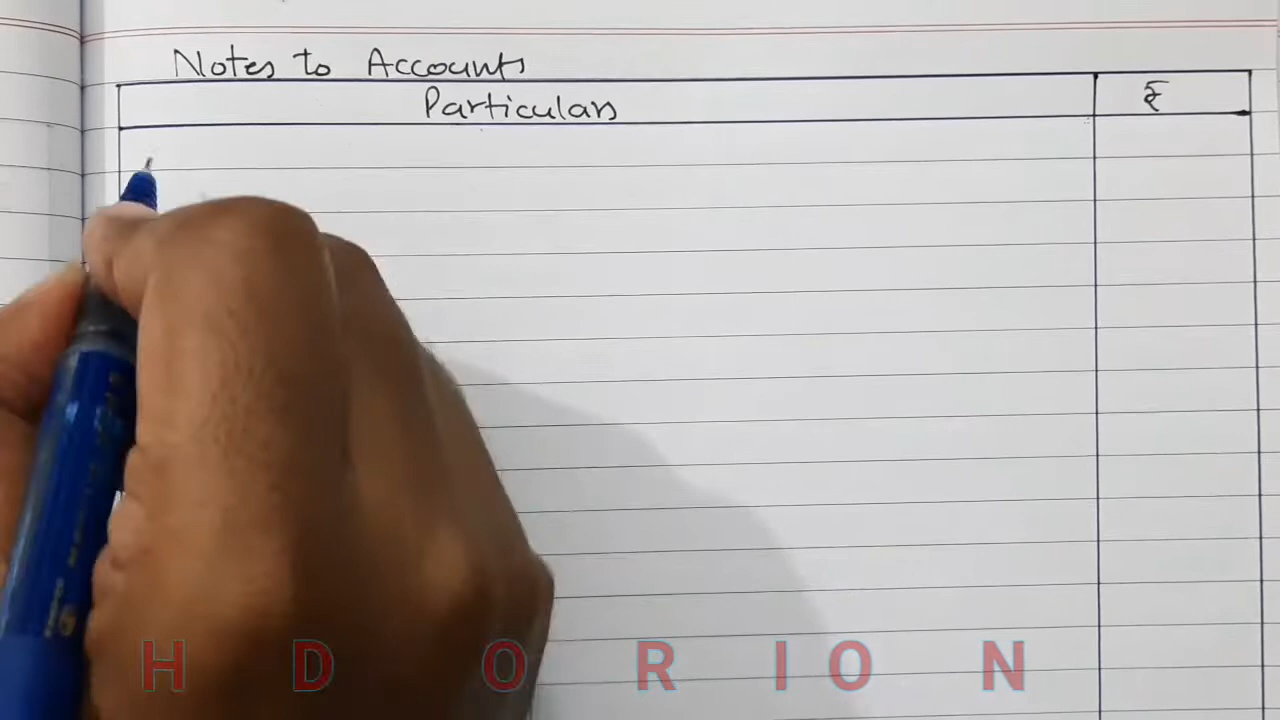 Notes to Accounts
Particulars ₹
H D O R I O N